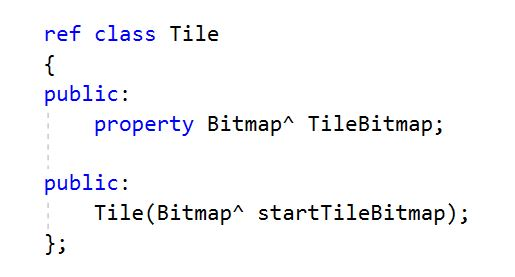 ref class Tile
{
public:
    property Bitmap^ TileBitmap;

public:
    Tile(Bitmap^ startTileBitmap);
};